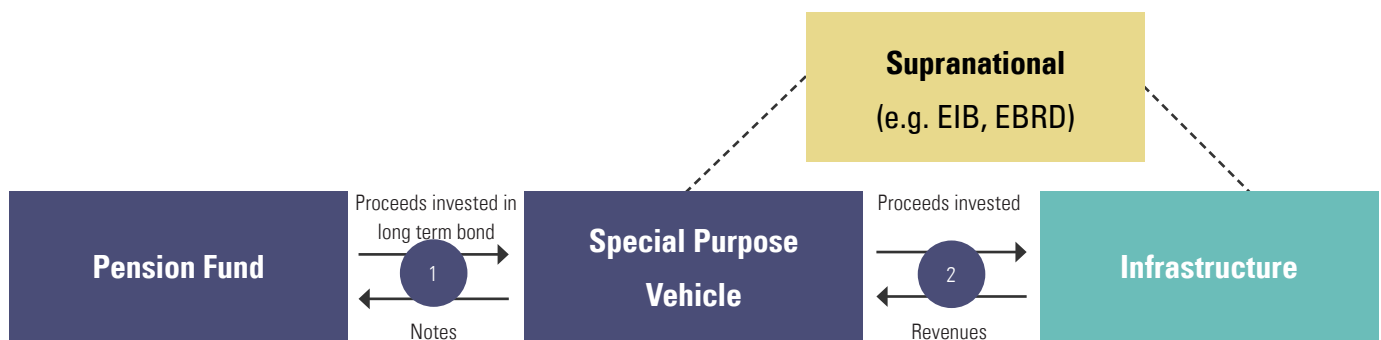 Supranational
(e.g. EIB, EBRD)
Pension Fund
Proceeds invested in
long term bond
1
Notes
Special Purpose
Vehicle
Proceeds invested
2
Revenues
Infrastructure